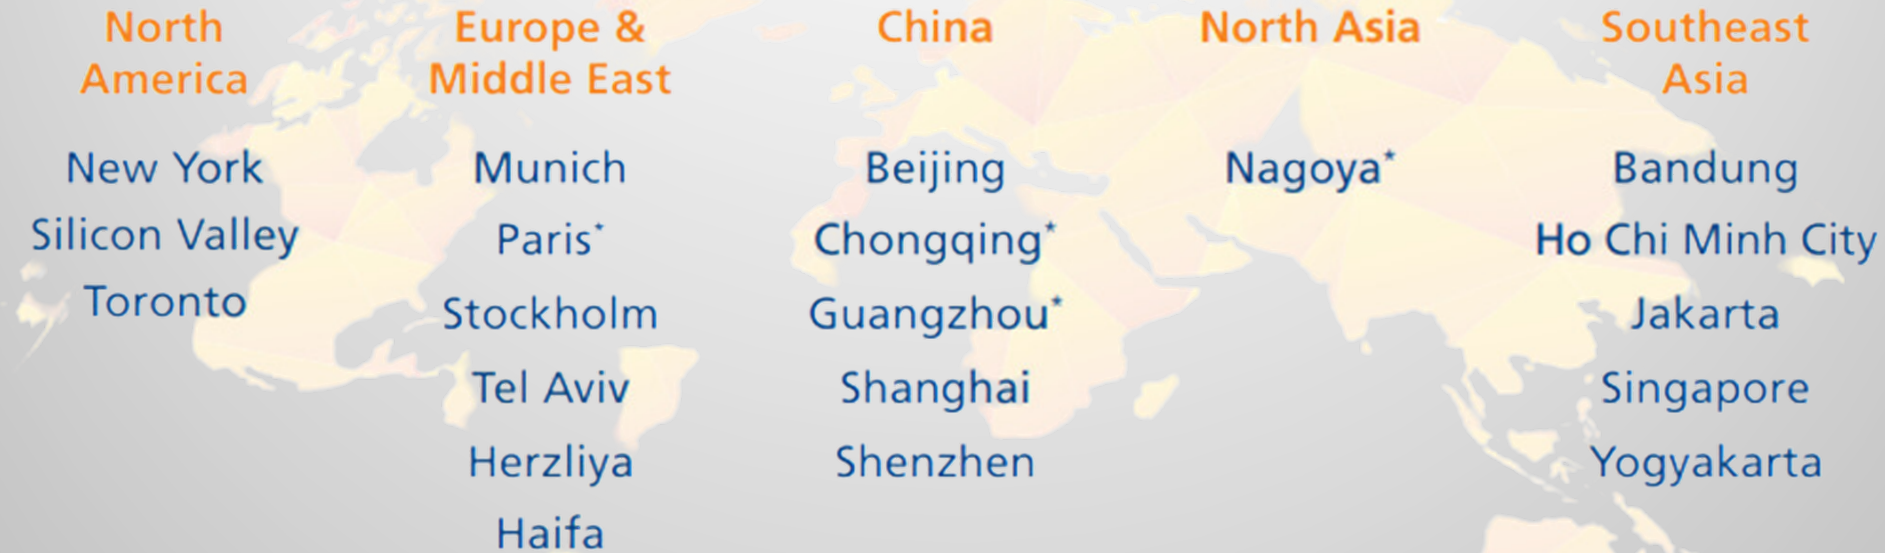 North
America
New York
Silicon Valley
Toronto
Europe &
Middle East
Munich
Paris*
Stockholm
Tel Aviv
Herzliya
Haifa
China
Beijing
Chongqing*
Guangzhou*
Shanghai
Shenzhen
North Asia
Nagoya*
Southeast
Asia
Bandung
Ho Chi Minh City
Jakarta
Singapore
Yogyakarta